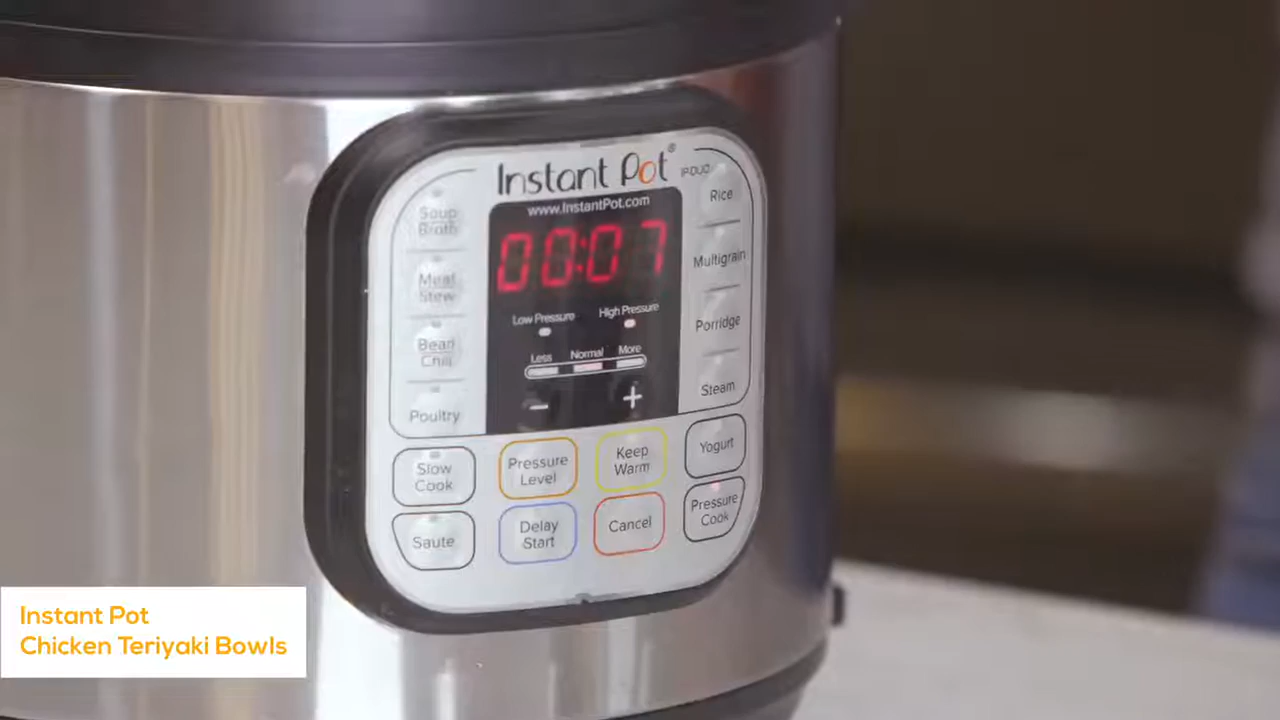 Instant Pot®
IP-DUO
www.InstantPot.com
00:07
Low Pressure
High Pressure
Less
Normal
More
−
+
Soup
Broth
Meat
Stew
Bean
Chili
Poultry
Rice
Multigrain
Porridge
Steam
Slow
Cook
Pressure
Level
Keep
Warm
Yogurt
Saute
Delay
Start
Cancel
Pressure
Cook
Instant Pot
Chicken Teriyaki Bowls